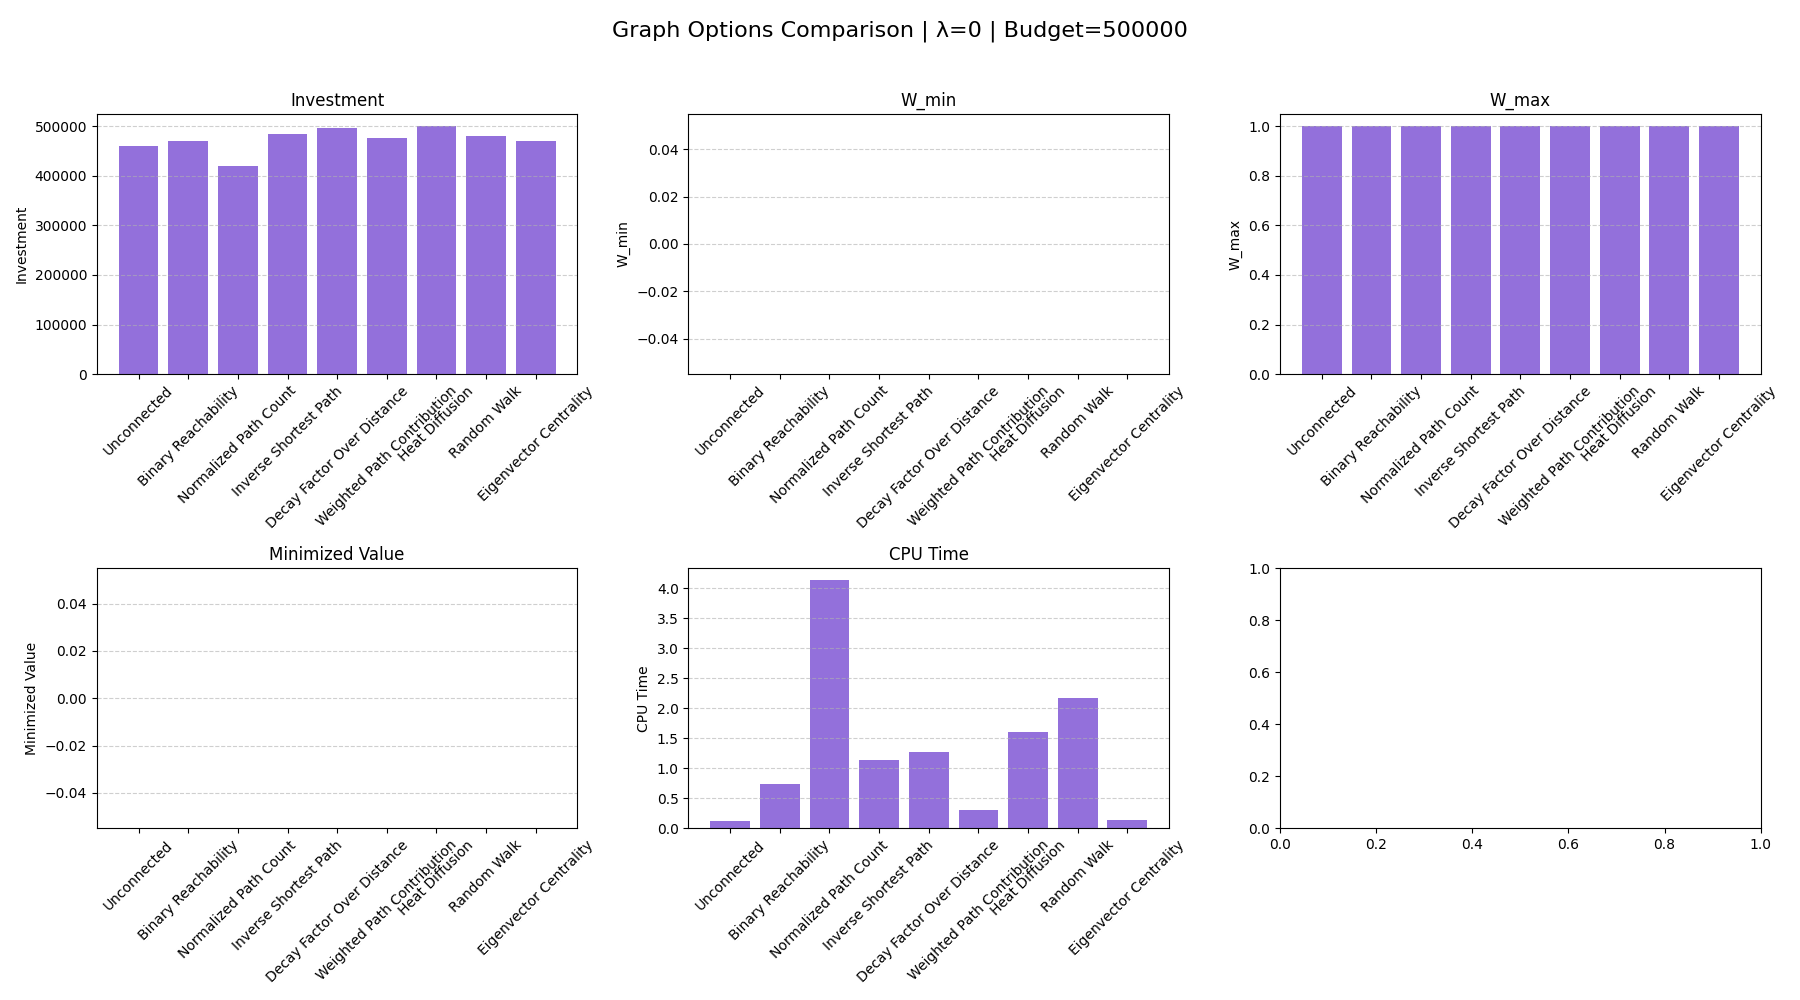 Graph Options Comparison | λ=0 | Budget=500000
Investment
Investment
500000
400000
300000
200000
100000
0
Unconnected
Binary Reachability
Normalized Path Count
Inverse Shortest Path
Decay Factor Over Distance
Weighted Path Contribution
Heat Diffusion
Random Walk
Eigenvector Centrality
W_min
W_min
0.04
0.02
0.00
−0.02
−0.04
Unconnected
Binary Reachability
Normalized Path Count
Inverse Shortest Path
Decay Factor Over Distance
Weighted Path Contribution
Heat Diffusion
Random Walk
Eigenvector Centrality
W_max
W_max
1.0
0.8
0.6
0.4
0.2
0.0
Unconnected
Binary Reachability
Normalized Path Count
Inverse Shortest Path
Decay Factor Over Distance
Weighted Path Contribution
Heat Diffusion
Random Walk
Eigenvector Centrality
Minimized Value
Minimized Value
0.04
0.02
0.00
−0.02
−0.04
Unconnected
Binary Reachability
Normalized Path Count
Inverse Shortest Path
Decay Factor Over Distance
Weighted Path Contribution
Heat Diffusion
Random Walk
Eigenvector Centrality
CPU Time
CPU Time
4.0
3.5
3.0
2.5
2.0
1.5
1.0
0.5
0.0
Unconnected
Binary Reachability
Normalized Path Count
Inverse Shortest Path
Decay Factor Over Distance
Weighted Path Contribution
Heat Diffusion
Random Walk
Eigenvector Centrality
1.0
0.8
0.6
0.4
0.2
0.0
0.0 0.2 0.4 0.6 0.8 1.0